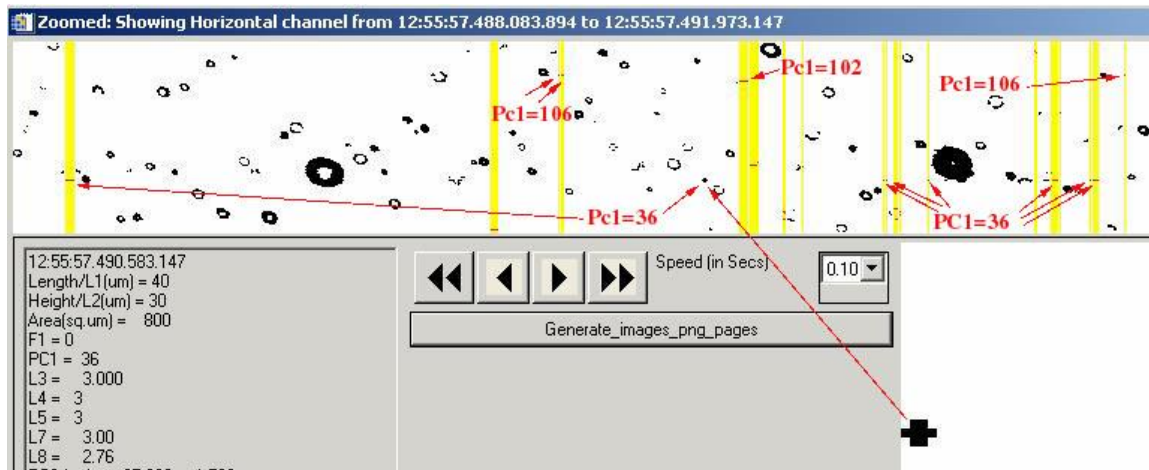 Zoomed: Showing Horizontal channel from 12:55:57.488.083.894 to 12:55:57.491.973.147
Pc1=102
Pc1=106
Pc1=106
Pc1=36
PC1=36
12:55:57.490.583.147
Length/L1(um) = 40
Height/L2(um) = 30
Area(sq.um) = 800
F1 = 0
PC1 = 36
L3 = 3.000
L4 = 3
L5 = 3
L7 = 3.00
L8 = 2.76
Speed (in Secs)
0.10
Generate_images_png_pages